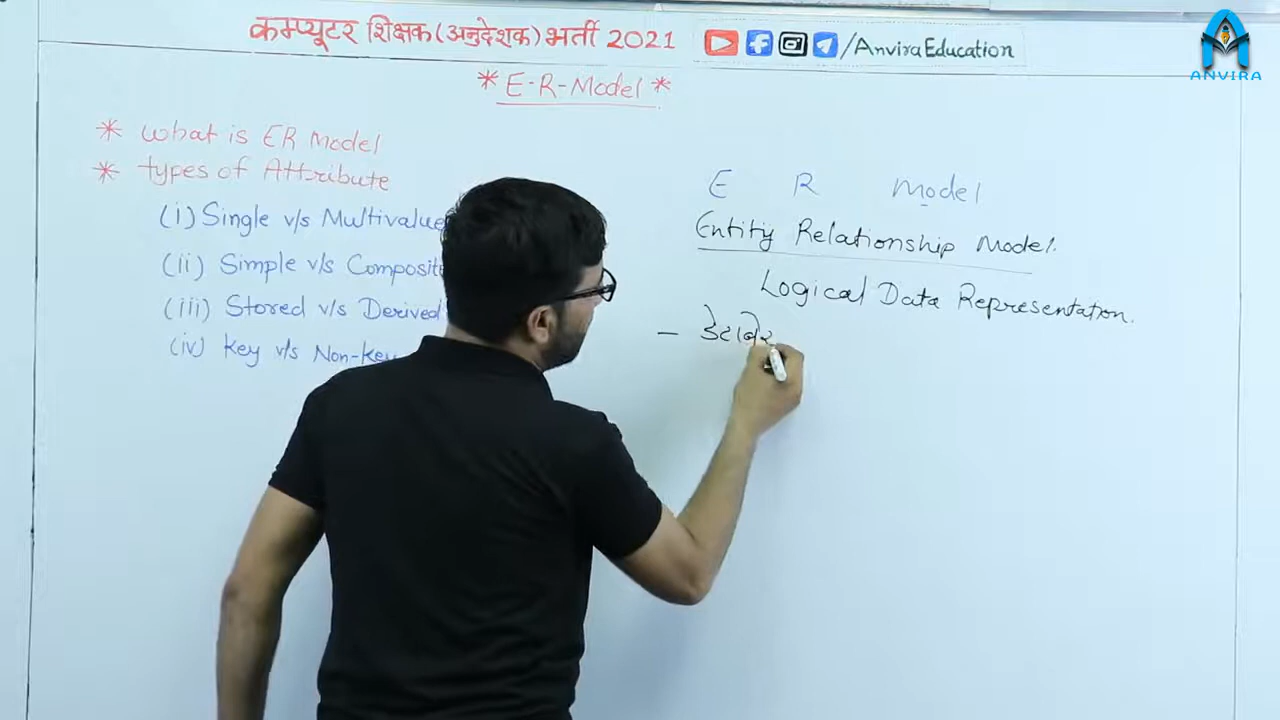 कम्प्यूटर शिक्षक (अनुदेशक) भर्ती 2021
/AnviraEducation
ANVIRA
* E-R-Model *
* What is ER Model
* types of Attribute
(i) Single v/s Multivalue
(ii) Simple v/s Composite
(iii) Stored v/s Derived
(iv) Key v/s Non-Key
E R Model
Entity Relationship Model.
Logical Data Representation.
- डेटाबेस